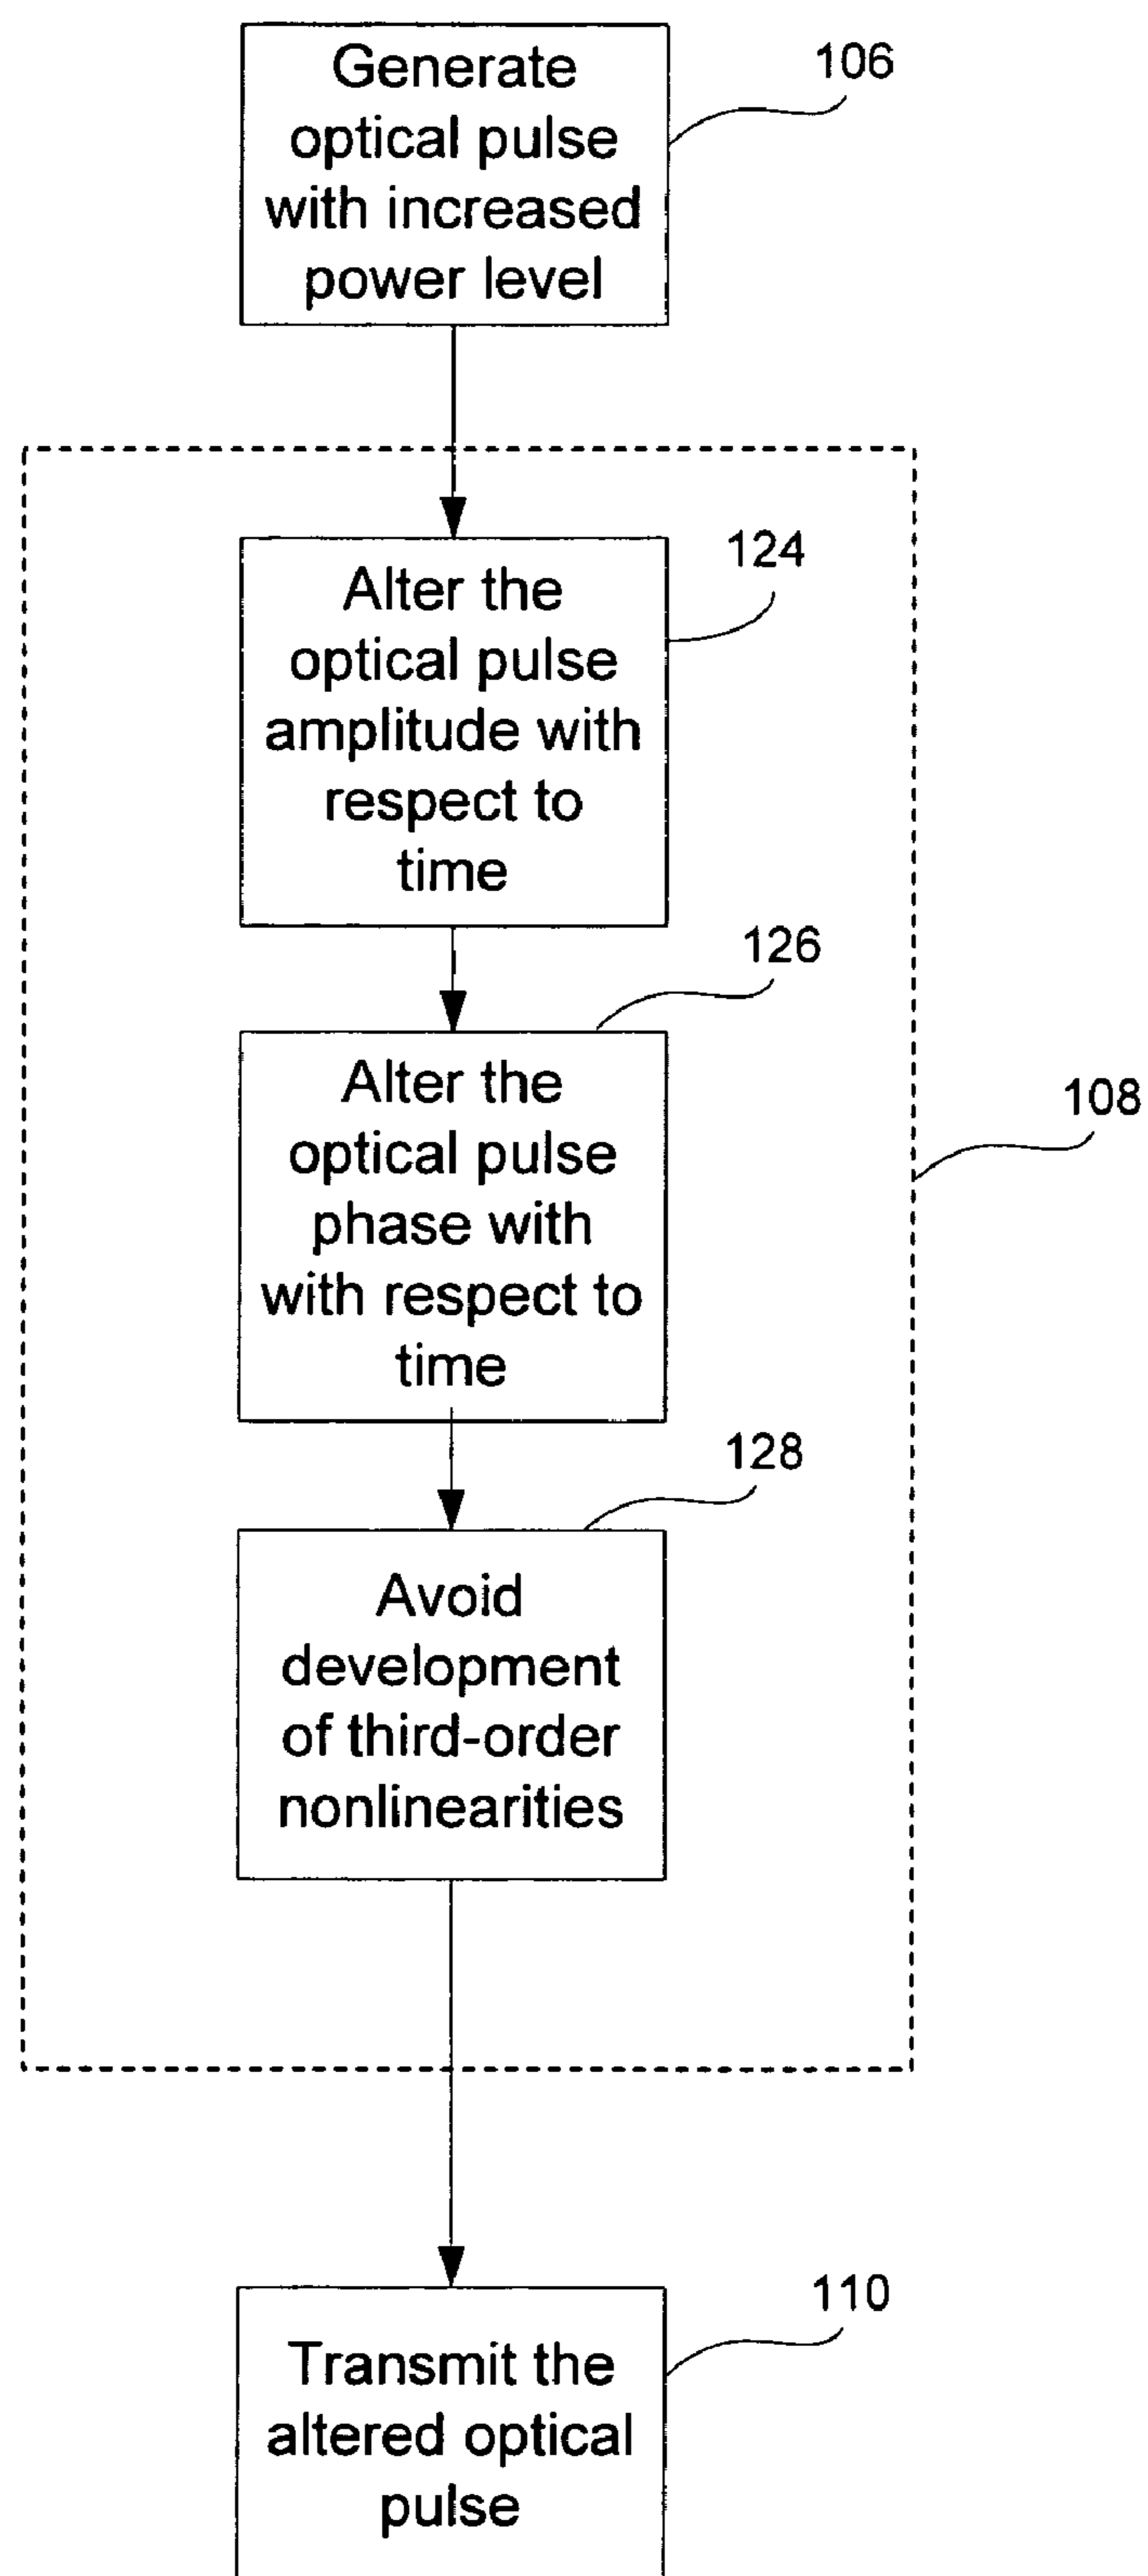 Generate
optical pulse
with increased
power level
106
Alter the
optical pulse
amplitude with
respect to
time
124
Alter the
optical pulse
phase with
with respect to
time
126
108
Avoid
development
of third-order
nonlinearities
128
Transmit the
altered optical
pulse
110